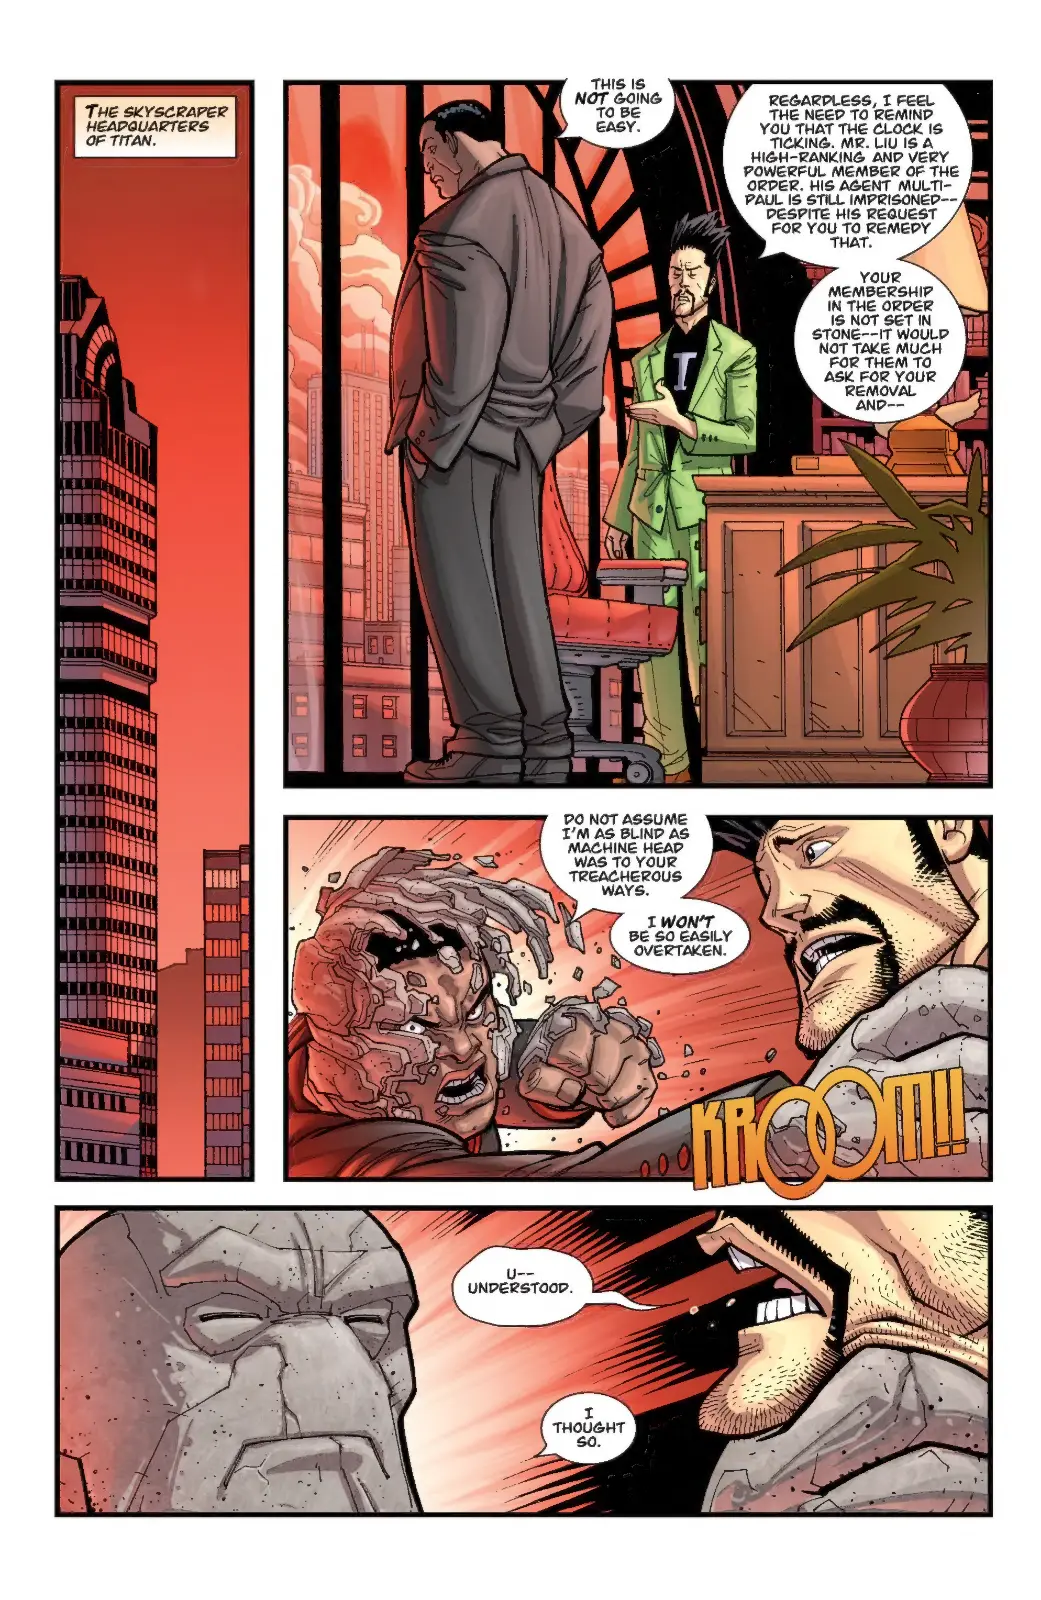 THE SKYSCRAPER
HEADQUARTERS
OF TITAN.
THIS IS
NOT GOING
TO BE
EASY.
REGARDLESS, I FEEL
THE NEED TO REMIND
YOU THAT THE CLOCK IS
TICKING. MR. LIU IS A
HIGH-RANKING AND VERY
POWERFUL MEMBER OF THE
ORDER. HIS AGENT MULTI-
PAUL IS STILL IMPRISONED--
DESPITE HIS REQUEST
FOR YOU TO REMEDY
THAT.
YOUR
MEMBERSHIP
IN THE ORDER
IS NOT SET IN
STONE--IT WOULD
NOT TAKE MUCH
FOR THEM TO
ASK FOR YOUR
REMOVAL
AND--
I
DO NOT ASSUME
I'M AS BLIND AS
MACHINE HEAD
WAS TO YOUR
TREACHEROUS
WAYS.
I WON'T
BE SO EASILY
OVERTAKEN.
KROOM!!
U--
UNDERSTOOD.
I
THOUGHT
SO.